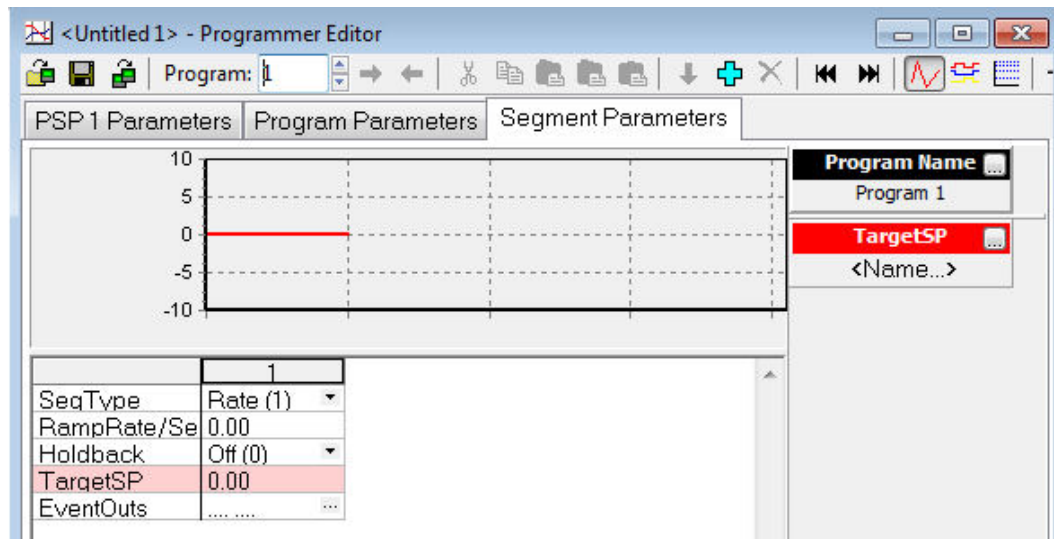 <Untitled 1> - Programmer Editor
Program: 1
PSP 1 Parameters
Program Parameters
Segment Parameters
10
5
0
-5
-10
Program Name ...
Program 1
TargetSP ...
<Name...>
1
SegType Rate (1)
RampRate/Se 0.00
Holdback Off (0)
TargetSP 0.00
EventOuts .... .... ...